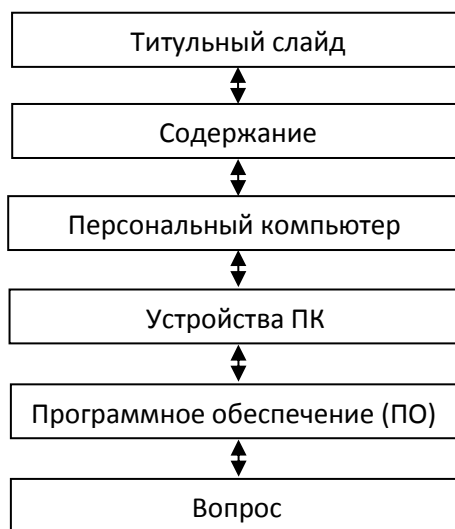 Титульный слайд
Содержание
Персональный компьютер
Устройства ПК
Программное обеспечение (ПО)
Вопрос